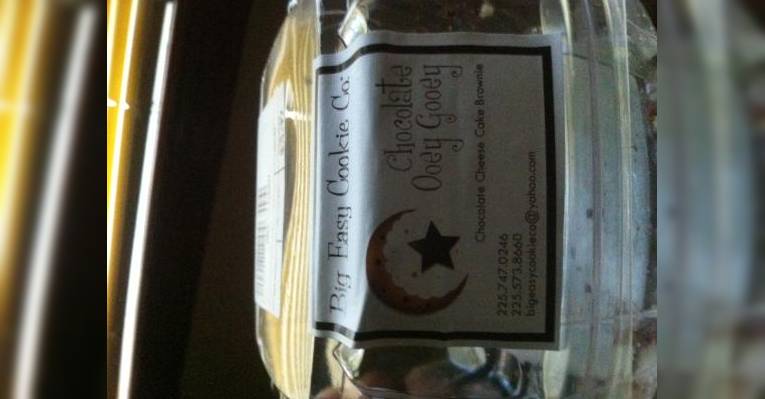 Big Easy Cookie Co:
Chocolate
Ooey Gooey
Chocolate Cheese Cake Brownie
225.747.0246
225.573.8660
bigeasycookieco@yahoo.com